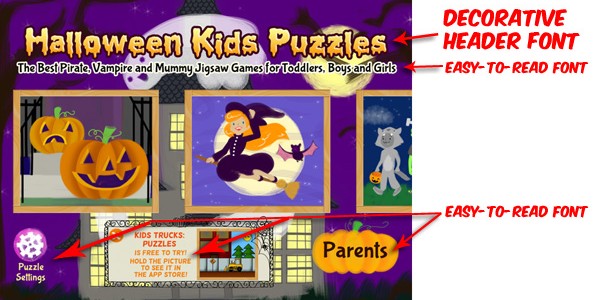 Halloween Kids Puzzles
The Best Pirate, Vampire and Mummy Jigsaw Games for Toddlers, Boys and Girls
DECORATIVE
HEADER FONT
EASY-TO-READ FONT
EASY-TO-READ FONT
KIDS TRUCKS:
PUZZLES
IS FREE TO TRY!
HOLD THE PICTURE
TO SEE IT IN
THE APP STORE!
Parents
Puzzle
Settings